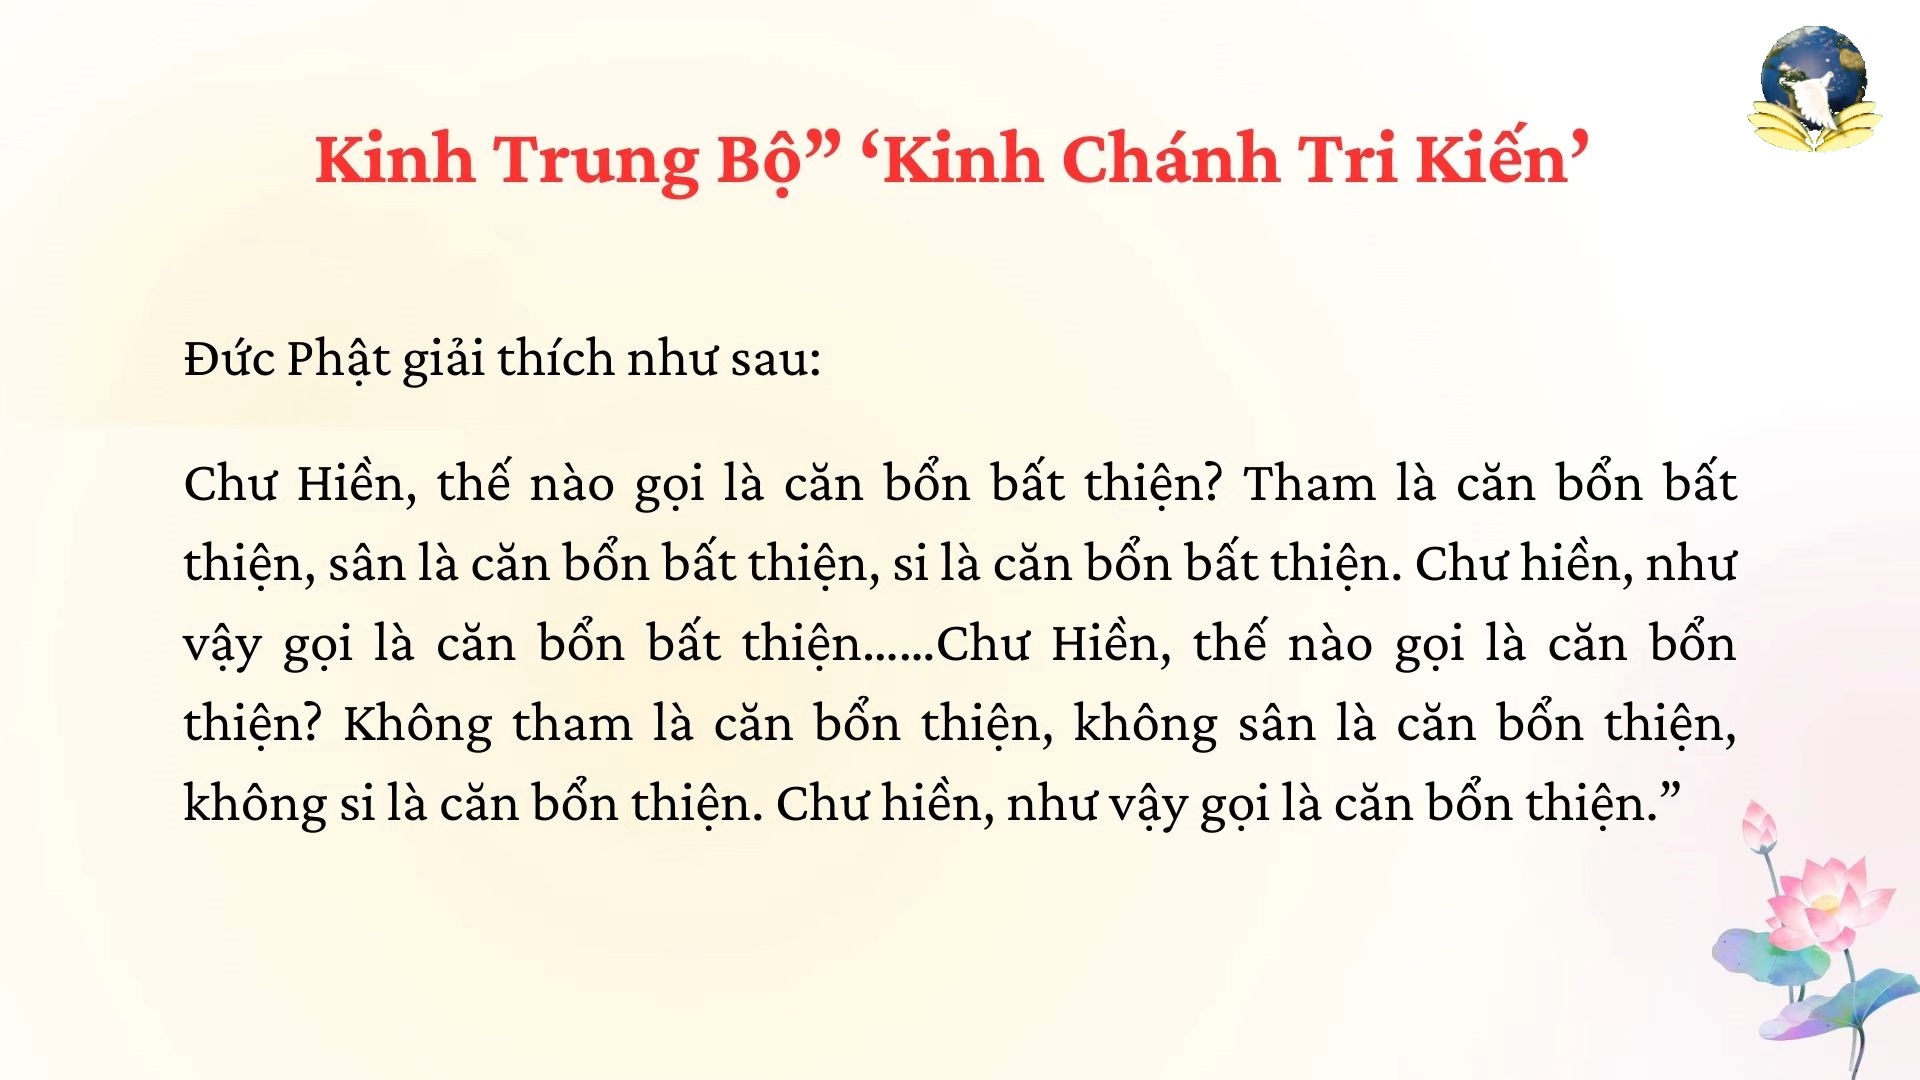 Kinh Trung Bộ” ‘Kinh Chánh Tri Kiến’
Đức Phật giải thích như sau:
Chư Hiền, thế nào gọi là căn bổn bất thiện? Tham là căn bổn bất
thiện, sân là căn bổn bất thiện, si là căn bổn bất thiện. Chư hiền, như
vậy gọi là căn bổn bất thiện......Chư Hiền, thế nào gọi là căn bổn
thiện? Không tham là căn bổn thiện, không sân là căn bổn thiện,
không si là căn bổn thiện. Chư hiền, như vậy gọi là căn bổn thiện.”